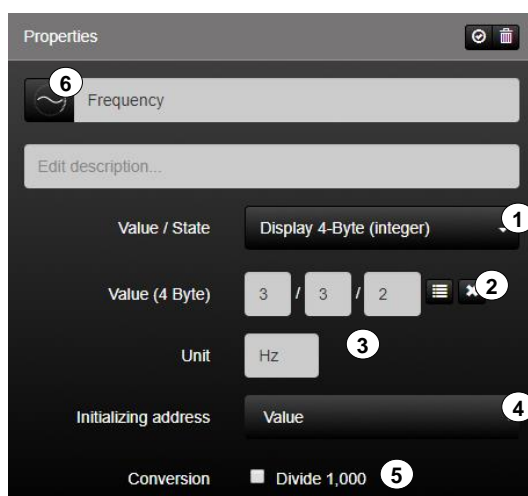 Properties
6
Frequency
Edit description...
Value / State Display 4-Byte (integer) 1
Value (4 Byte) 3 / 3 / 2 2
Unit Hz 3
Initializing address Value 4
Conversion Divide 1,000 5